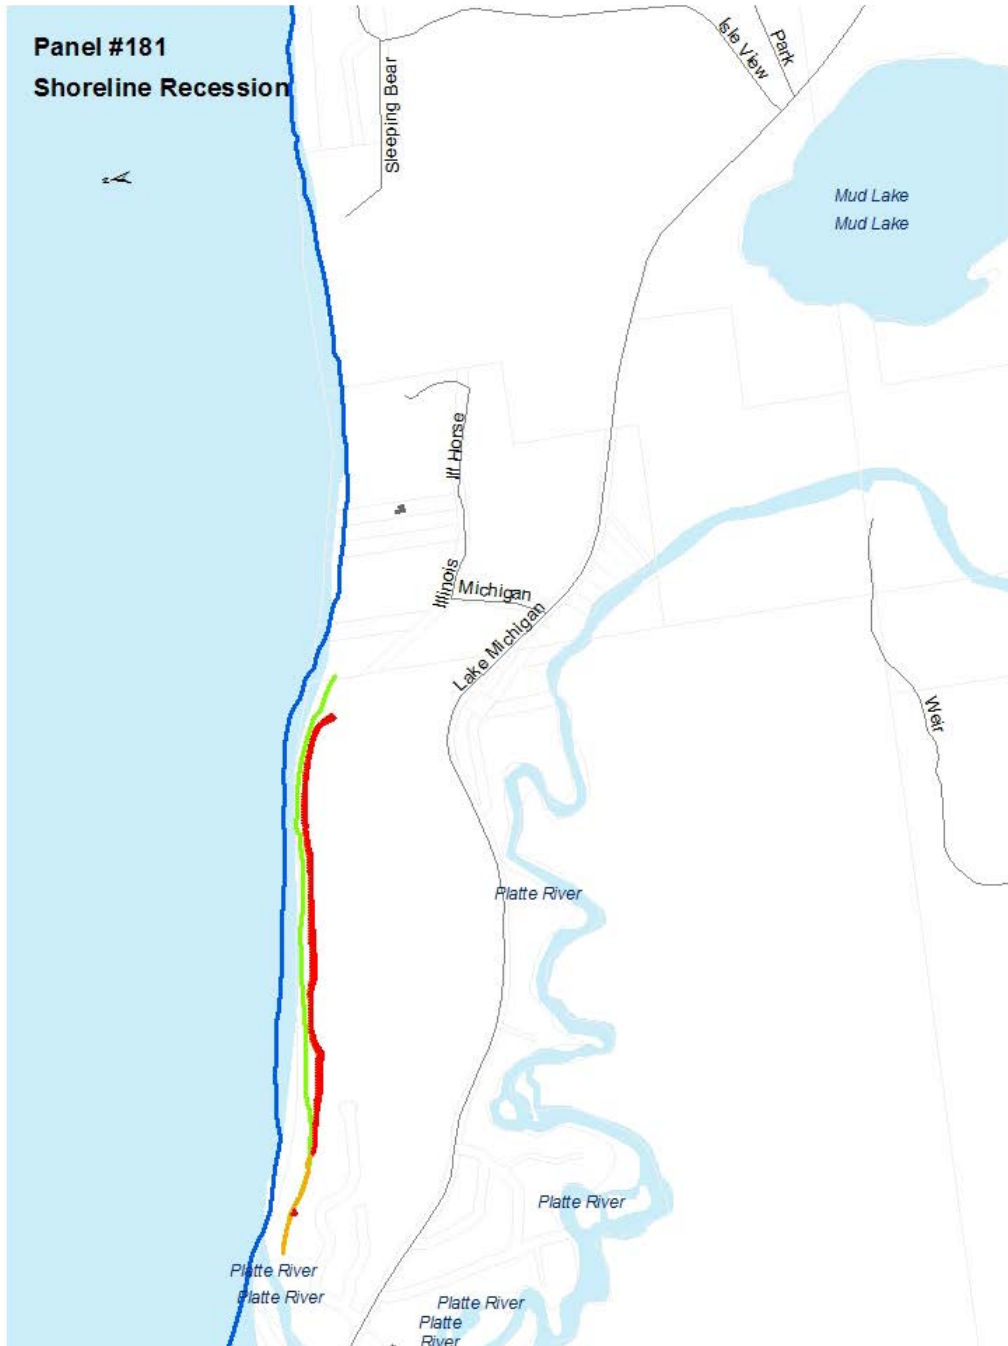 Panel #181
Shoreline Recession
Isle View
Park
Sleeping Bear
Mud Lake
Mud Lake
Horse
Illinois
Michigan
Lake Michigan
Weir
Platte River
Platte River
Platte River
Platte River
Platte River
Platte
River